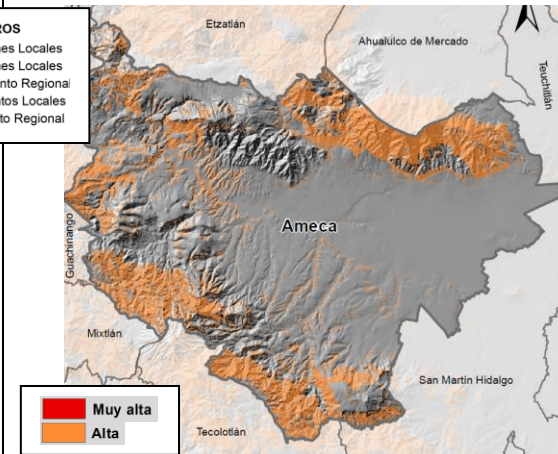 ROS
es Locales
es Locales
nto Regional
tos Locales
to Regional
Etzatlán
Ahualulco de Mercado
Teuchitlán
Ameca
Guachinango
Mixtlán
San Martín Hidalgo
Tecolotlán
Muy alta
Alta